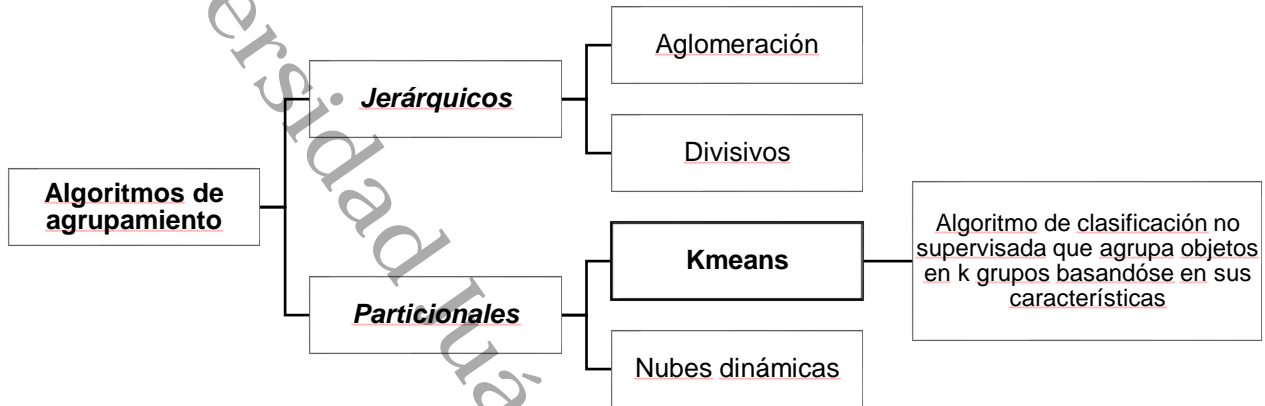 Algoritmos de
agrupamiento
Jerárquicos
Aglomeración
Divisivos
Particionales
Kmeans
Algoritmo de clasificación no
supervisada que agrupa objetos
en k grupos basandóse en sus
característíticas
Nubes dinámicas